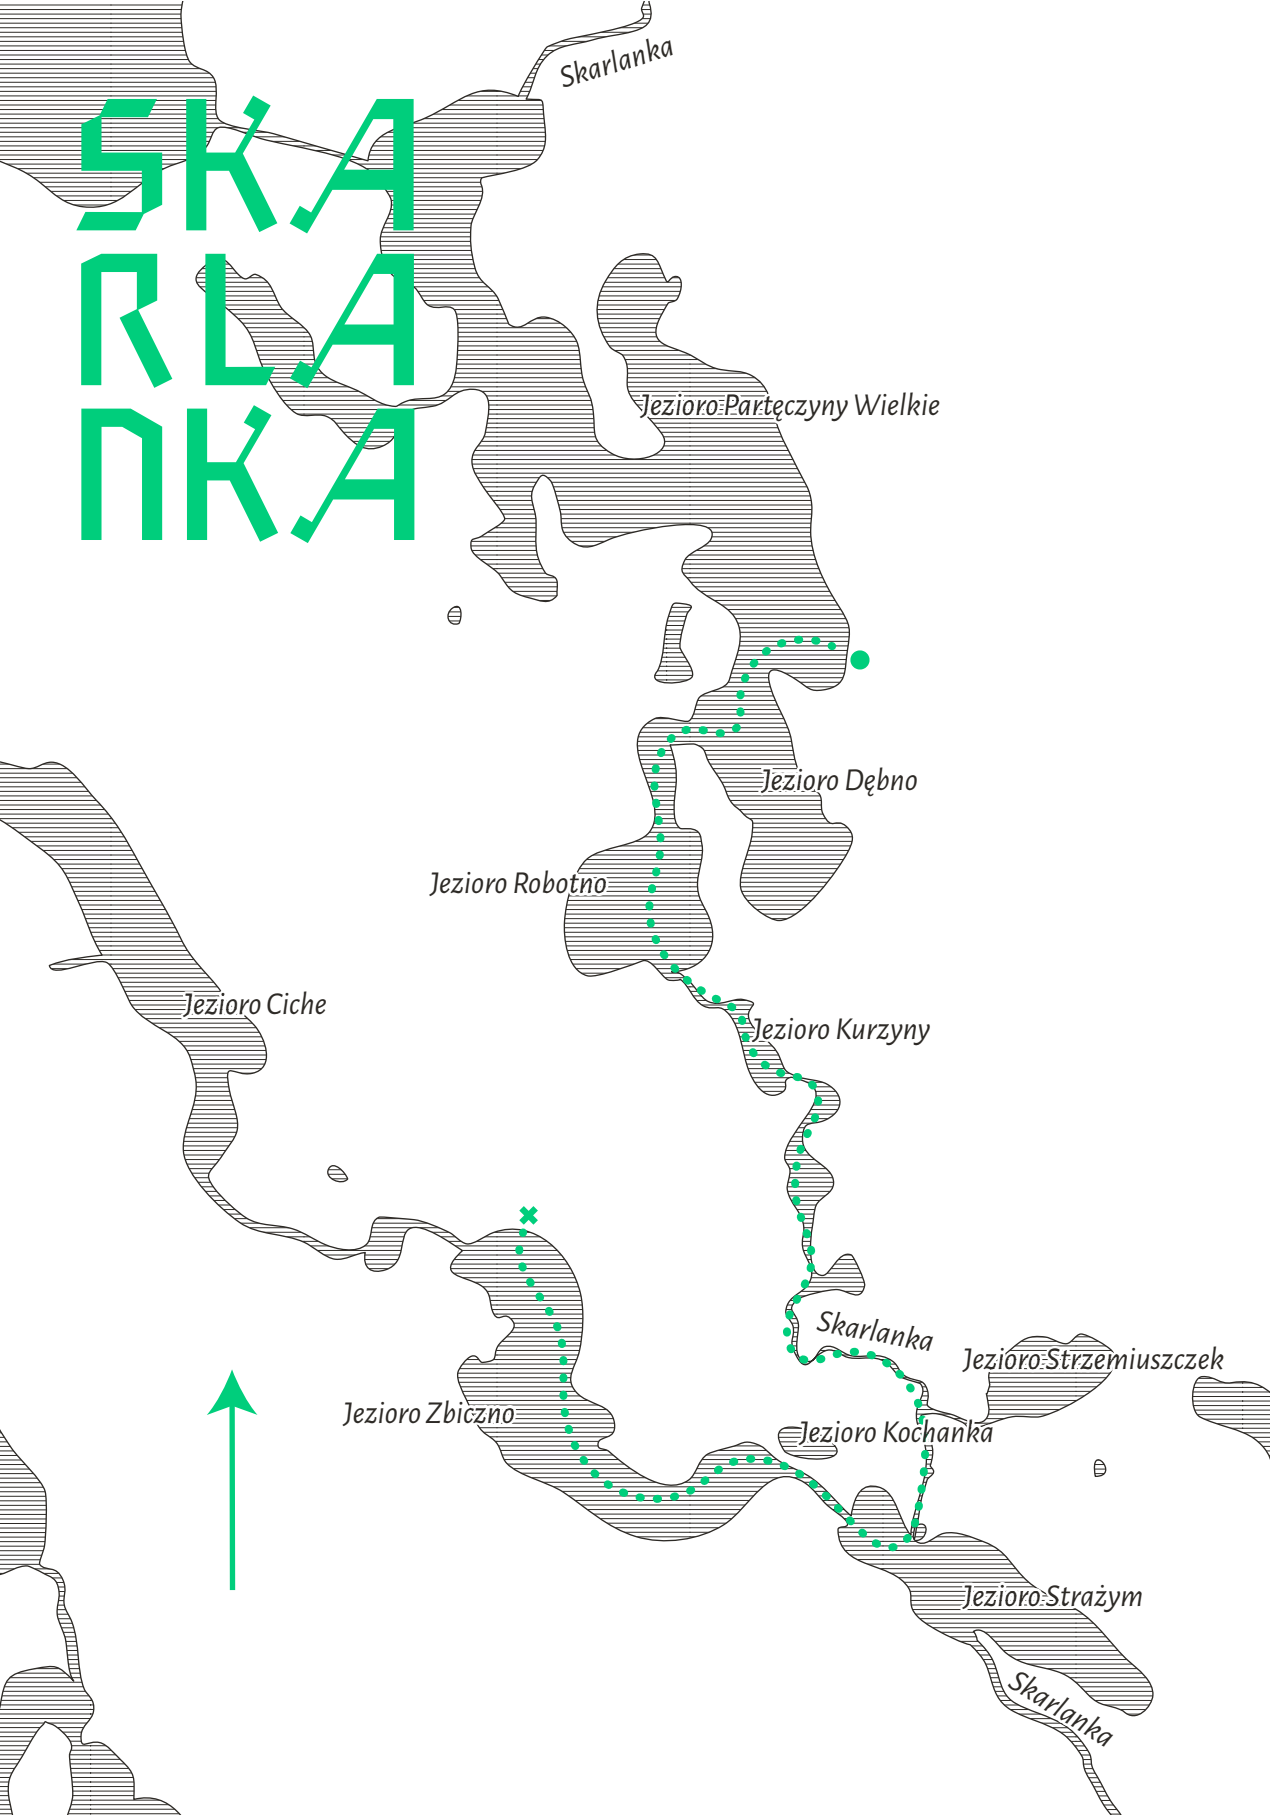 Skarlanka
SKA
RLA
NKA
Jezioro Partęczyny Wielkie
Jezioro Dębno
Jezioro Robotno
Jezioro Ciche
Jezioro Kurzyny
Skarlanka
Jezioro Strzemiuszczek
Jezioro Zbiczno
Jezioro Kochanka
Jezioro Strażym
Skarlanka